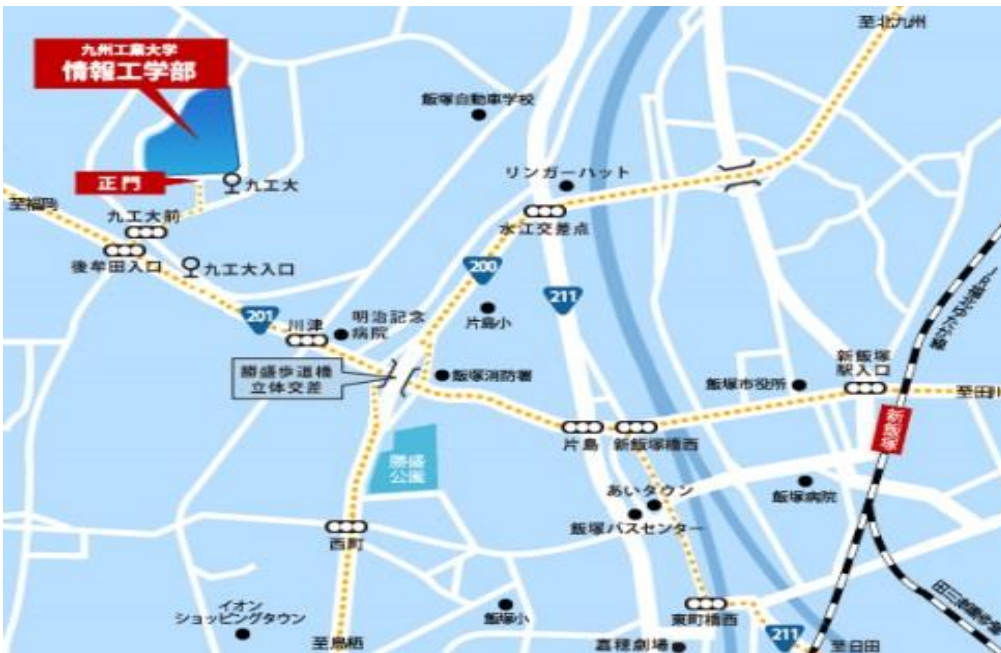 至北九州
九州工業大学
情報工学部
飯塚自動車学校
リンガーハット
正門
九工大
至福岡
九工大前
水江交差点
後牟田入口
九工大入口
200
211
201
川津
明治記念
病院
片島小
新飯塚
駅入口
勝盛歩道橋
立体交差
飯塚消防署
飯塚市役所
至田川
新飯塚
片島
新飯塚橋西
勝盛
公園
あいタウン
飯塚病院
飯塚バスセンター
西町
イオン
ショッピングタウン
飯塚小
東町橋西
至鳥栖
嘉穂劇場
211
至日田